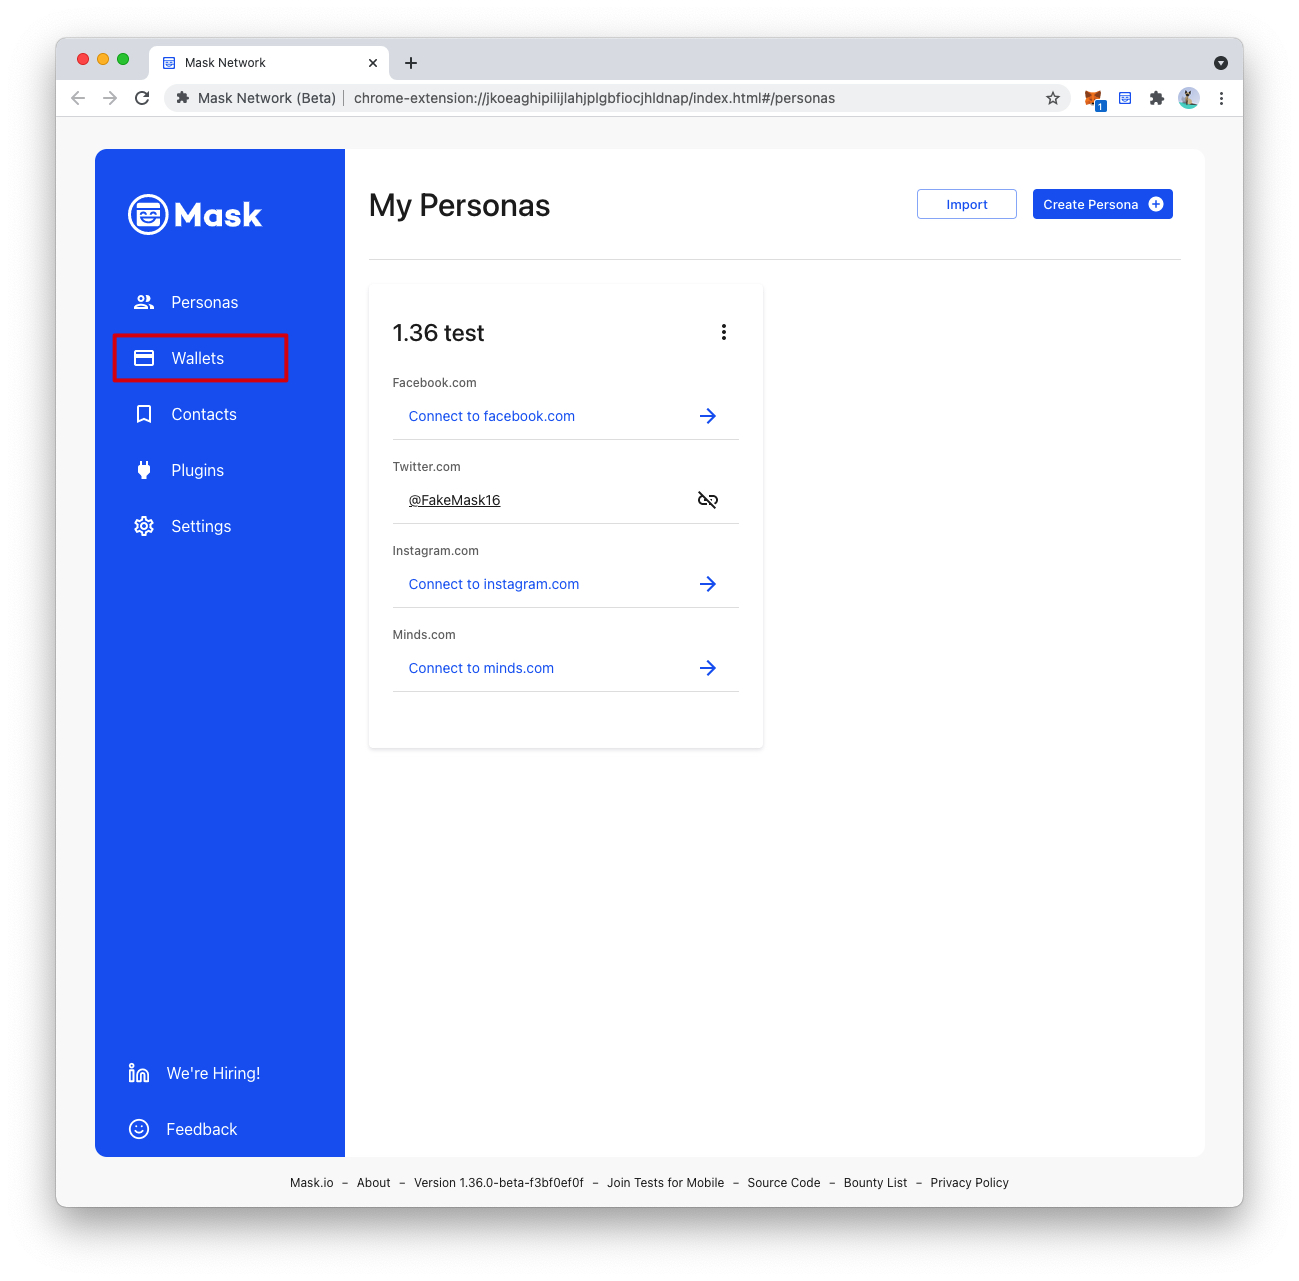 Mask Network
Mask Network (Beta) chrome-extension://jkoeaghipilijlahjplgbfiocjhldnap/index.html#/personas
1
Mask
Personas
Wallets
Contacts
Plugins
Settings
We're Hiring!
Feedback
My Personas
Import
Create Persona
1.36 test
Facebook.com
Connect to facebook.com
Twitter.com
@FakeMask16
Instagram.com
Connect to instagram.com
Minds.com
Connect to minds.com
Mask.io – About – Version 1.36.0-beta-f3bf0ef0f – Join Tests for Mobile – Source Code – Bounty List – Privacy Policy